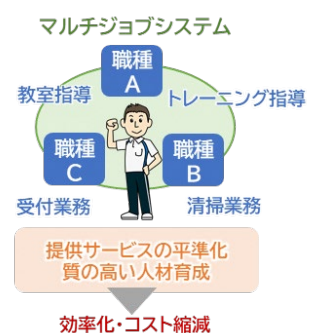 マルチジョブシステム
職種
A
教室指導
トレーニング指導
職種
C
職種
B
受付業務
清掃業務
提供サービスの平準化
質の高い人材育成
効率化・コスト縮減